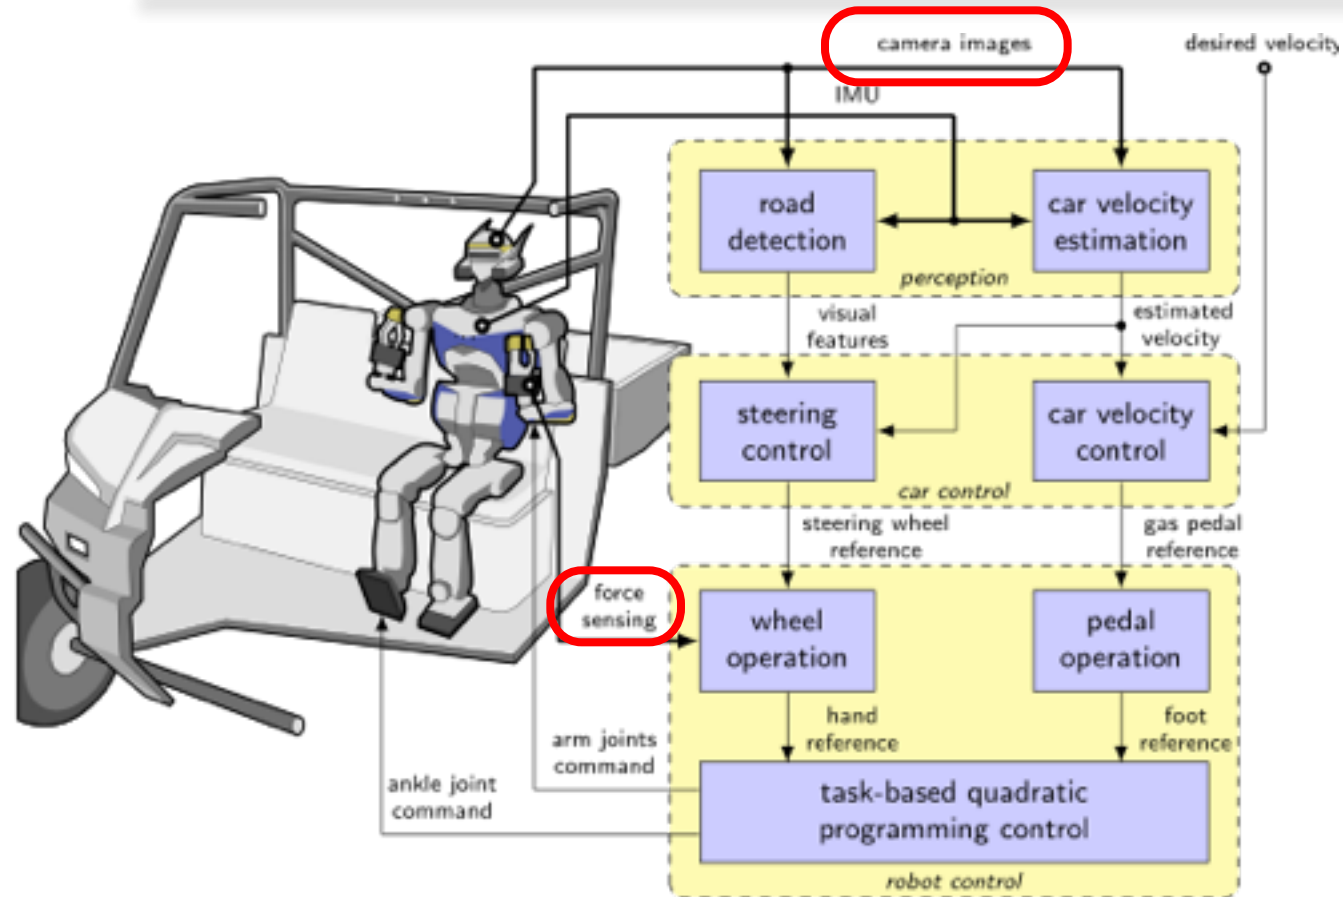 camera images
desired velocity
IMU
road
detection
car velocity
estimation
perception
visual
features
estimated
velocity
steering
control
car velocity
control
car control
steering wheel
reference
gas pedal
reference
force
sensing
wheel
operation
pedal
operation
hand
reference
foot
reference
arm joints
command
ankle joint
command
task-based quadratic
programming control
robot control